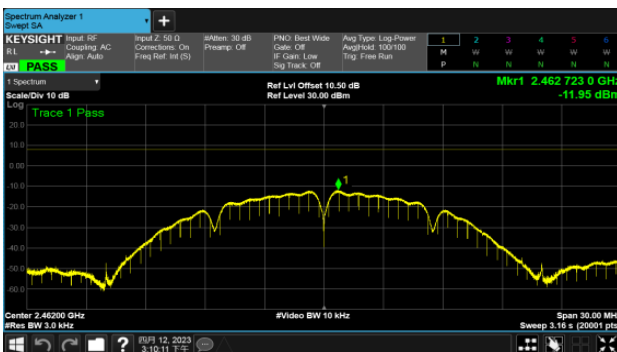 Spectrum Analyzer 1
Swept SA
KEYSIGHT
Input: RF
Coupling: AC
Align: Auto
Input Z: 50 Ω
Corrections: On
Freq Ref: Int (S)
#Atten: 30 dB
Preamp: Off
PNO: Best Wide
Gate: Off
IF Gain: Low
Sig Track: Off
Avg Type: Log-Power
Avg|Hold: 100/100
Trig: Free Run
1 2 3 4 5 6
M W W W W W
P N N N N N
RL
PASS
1 Spectrum
Scale/Div 10 dB
Ref Lvl Offset 10.50 dB
Ref Level 30.00 dBm
Mkr1 2.462 723 0 GHz
-11.95 dBm
Log
Trace 1 Pass
20.0
10.0
0.00
-10.0
-20.0
-30.0
-40.0
-50.0
-60.0
1
Center 2.46200 GHz
#Res BW 3.0 kHz
#Video BW 10 kHz
Span 30.00 MH
Sweep 3.16 s (20001 pts
?
四月 12, 2023
3:10:11 下午